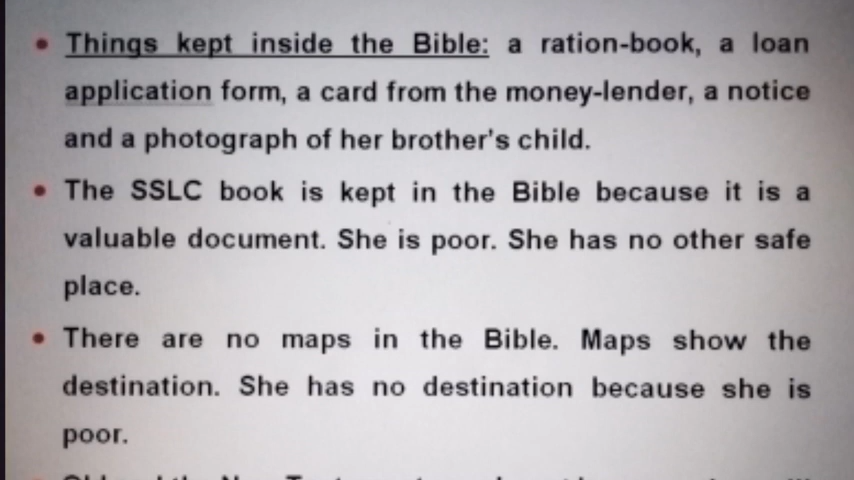 • Things kept inside the Bible: a ration-book, a loan
application form, a card from the money-lender, a notice
and a photograph of her brother's child.
• The SSLC book is kept in the Bible because it is a
valuable document. She is poor. She has no other safe
place.
• There are no maps in the Bible. Maps show the
destination. She has no destination because she is
poor.